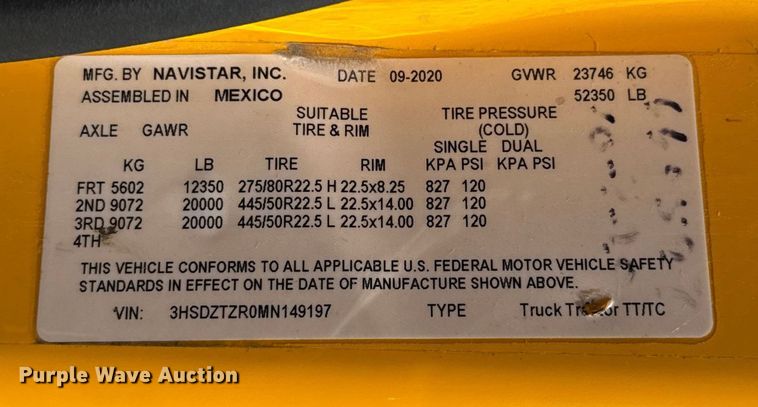 MFG. BY NAVISTAR, INC. DATE 09-2020 GVWR 23746 KG
ASSEMBLED IN MEXICO 52350 LB
SUITABLE TIRE PRESSURE
AXLE GAWR TIRE & RIM (COLD)
SINGLE DUAL
KG LB TIRE RIM KPA PSI KPA PSI
FRT 5602 12350 275/80R22.5 H 22.5x8.25 827 120
2ND 9072 20000 445/50R22.5 L 22.5x14.00 827 120
3RD 9072 20000 445/50R22.5 L 22.5x14.00 827 120
4TH
THIS VEHICLE CONFORMS TO ALL APPLICABLE U.S. FEDERAL MOTOR VEHICLE SAFETY
STANDARDS IN EFFECT ON THE DATE OF MANUFACTURE SHOWN ABOVE.
VIN: 3HSDZTZR0MN149197 TYPE Truck Tractor TT/TC
Purple Wave Auction